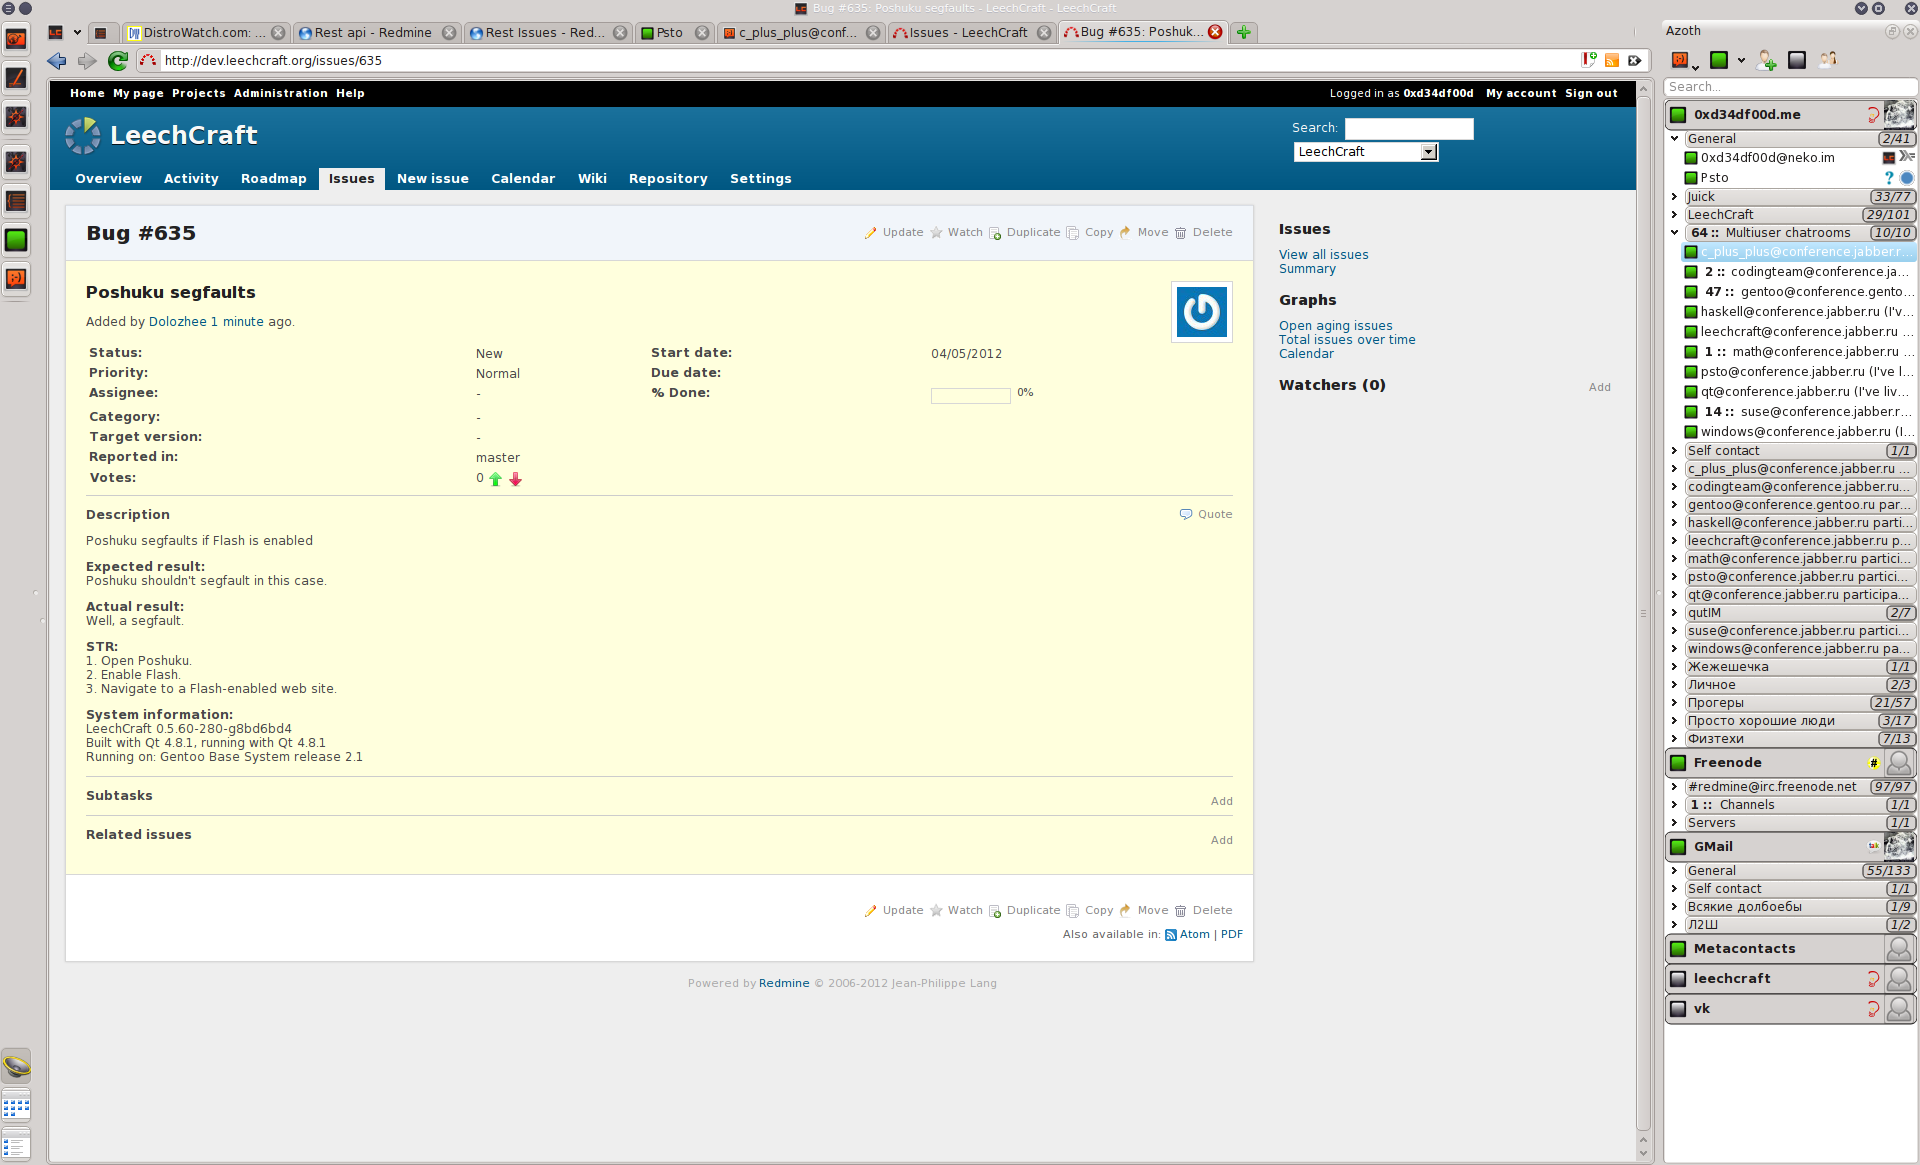 Bug #635: Poshuku segfaults - LeechCraft - LeechCraft
DistroWatch.com: ...
Rest api - Redmine
Rest Issues - Red...
Psto
c_plus_plus@conf...
Issues - LeechCraft
Bug #635: Poshuk...
http://dev.leechcraft.org/issues/635
Home My page Projects Administration Help
Logged in as 0xd34df00d My account Sign out
LeechCraft
Search:
LeechCraft
Overview Activity Roadmap Issues New issue Calendar Wiki Repository Settings
Bug #635
Update Watch Duplicate Copy Move Delete
Poshuku segfaults
Added by Dolozhee 1 minute ago.
Status: New Start date: 04/05/2012
Priority: Normal Due date:
Assignee: - % Done: 0%
Category: -
Target version: -
Reported in: master
Votes: 0
Description
Quote
Poshuku segfaults if Flash is enabled
Expected result:
Poshuku shouldn't segfault in this case.
Actual result:
Well, a segfault.
STR:
1. Open Poshuku.
2. Enable Flash.
3. Navigate to a Flash-enabled web site.
System information:
LeechCraft 0.5.60-280-g8bd6bd4
Built with Qt 4.8.1, running with Qt 4.8.1
Running on: Gentoo Base System release 2.1
Subtasks
Add
Related issues
Add
Update Watch Duplicate Copy Move Delete
Also available in: Atom | PDF
Powered by Redmine © 2006-2012 Jean-Philippe Lang
Issues
View all issues
Summary
Graphs
Open aging issues
Total issues over time
Calendar
Watchers (0)
Add
Azoth
Search...
0xd34df00d.me
General 2/41
0xd34df00d@neko.im
Psto
Juick 33/77
LeechCraft 29/101
64 :: Multiuser chatrooms 10/10
c_plus_plus@conference.jabber.r...
2 :: codingteam@conference.ja...
47 :: gentoo@conference.gento...
haskell@conference.jabber.ru (I'v...
leechcraft@conference.jabber.ru ...
1 :: math@conference.jabber.ru ...
psto@conference.jabber.ru (I've l...
qt@conference.jabber.ru (I've liv...
14 :: suse@conference.jabber.r...
windows@conference.jabber.ru (I...
Self contact 1/1
c_plus_plus@conference.jabber.ru ...
codingteam@conference.jabber.ru...
gentoo@conference.gentoo.ru par...
haskell@conference.jabber.ru parti...
leechcraft@conference.jabber.ru p...
math@conference.jabber.ru partici...
psto@conference.jabber.ru partici...
qt@conference.jabber.ru participa...
qutIM 2/7
suse@conference.jabber.ru partici...
windows@conference.jabber.ru pa...
Жежешечка 1/1
Личное 2/3
Прогеры 21/57
Просто хорошие люди 3/17
Физтехи 7/13
Freenode
#
#redmine@irc.freenode.net 97/97
1 :: Channels 1/1
Servers 1/1
GMail
talk
General 55/133
Self contact 1/1
Всякие долбоебы 1/9
Л2Ш 1/2
Metacontacts
leechcraft
vk